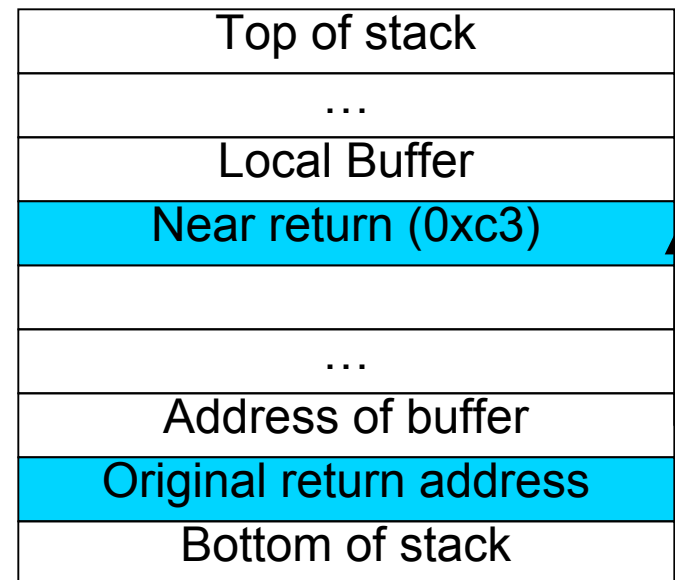 Top of stack
…
Local Buffer
Near return (0xc3)
…
Address of buffer
Original return address
Bottom of stack